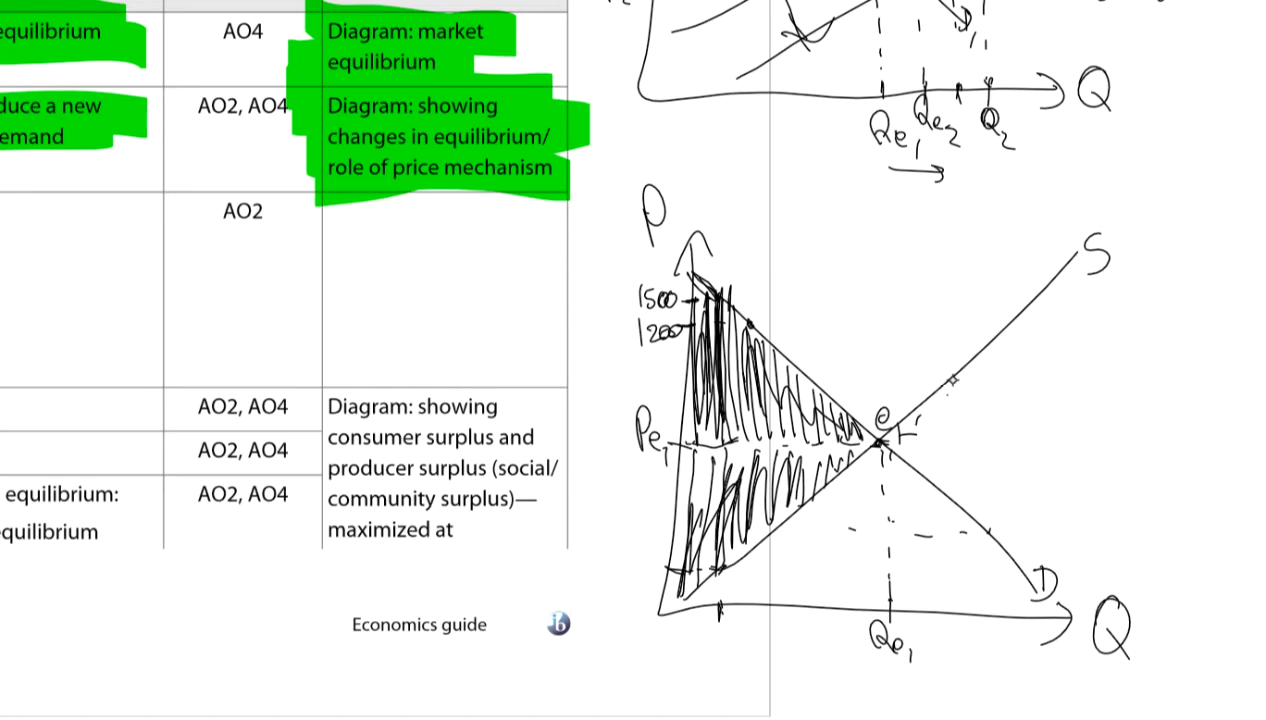 equilibrium
AO4
Diagram: market
equilibrium
duce a new
emand
AO2, AO4
Diagram: showing
changes in equilibrium/
role of price mechanism
AO2
AO2, AO4
AO2, AO4
equilibrium:
quilibrium
AO2, AO4
Diagram: showing
consumer surplus and
producer surplus (social/
community surplus)—
maximized at
Economics guide
ib
Q
Qe1
Qe2
Q2
P
1500
1200
Pe1
S
e
D
Qe1
Q